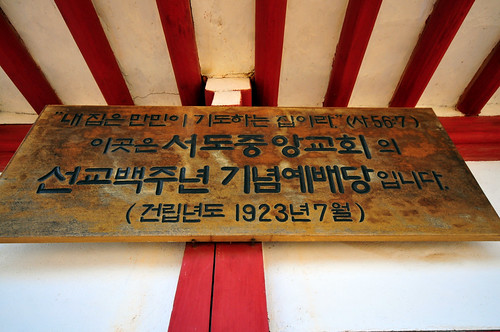 "내 집은 만민이 기도하는 집이라" (사 56:7)
이곳은 서도중앙교회의
선교백주년 기념예배당입니다.
(건립년도 1923년 7월)